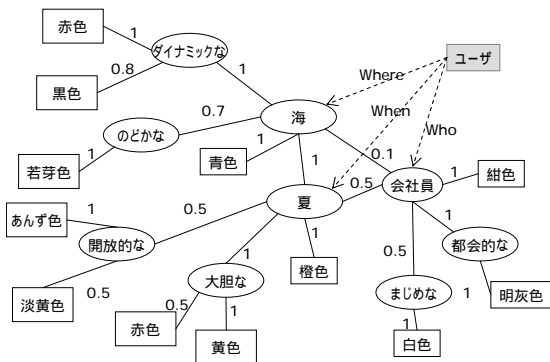 赤色
1
ダイナミックな
ユーザ
0.8
1
黒色
Where
When
0.7
海
のどかな
Who
1
1
0.1
若芽色
青色
1
1
紺色
0.5
会社員
あんず色
1
0.5
夏
1
開放的な
1
1
0.5
都会的な
大胆な
橙色
0.5
まじめな
1
明灰色
淡黄色
0.5
1
赤色
黄色
1
白色